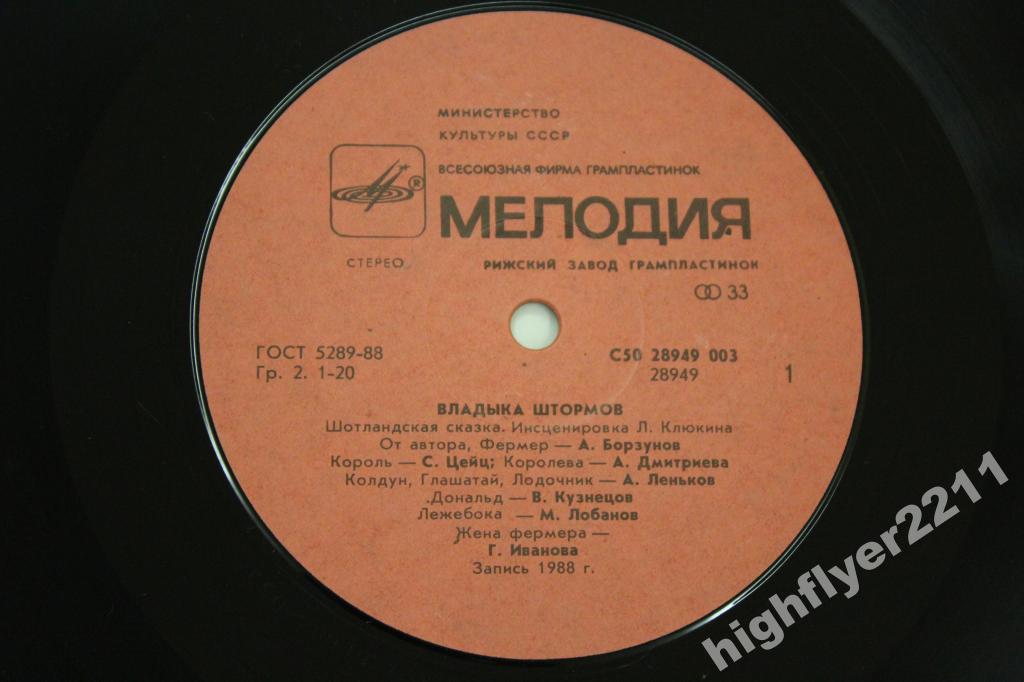 МИНИСТЕРСТВО
КУЛЬТУРЫ СССР
ВСЕСОЮЗНАЯ ФИРМА ГРАМПЛАСТИНОК
®
МЕЛОДИЯ
СТЕРЕО
РИЖСКИЙ ЗАВОД ГРАМПЛАСТИНОК
33
ГОСТ 5289-88
С50 28949 003
Гр. 2. 1-20
28949
1
ВЛАДЫКА ШТОРМОВ
Шотландская сказка. Инсценировка Л. Клюкина
От автора, Фермер — А. Борзунов
Король — С. Цейц; Королева — А. Дмитриева
Колдун, Глашатай, Лодочник — А. Леньков
Дональд — В. Кузнецов
Лежебока — М. Лобанов
Жена фермера —
Г. Иванова
Запись 1988 г.
highflyer2211